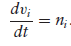 dv_i/dt = n_i.